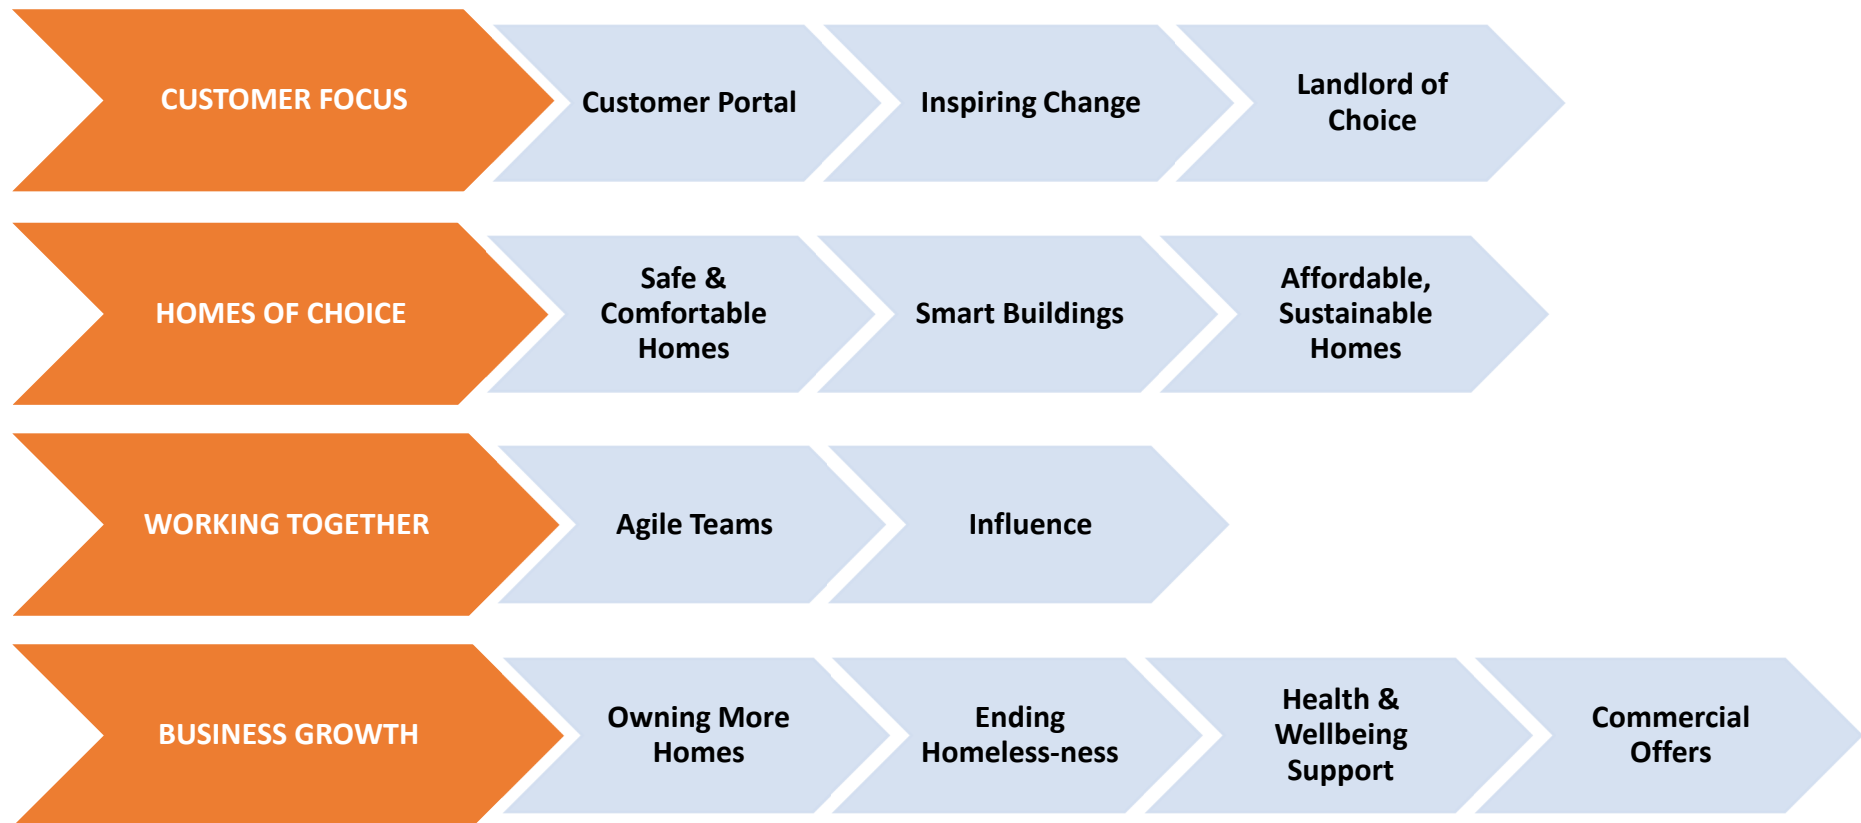 CUSTOMER FOCUS
Customer Portal
Inspiring Change
Landlord of
Choice
HOMES OF CHOICE
Safe &
Comfortable
Homes
Smart Buildings
Affordable,
Sustainable
Homes
WORKING TOGETHER
Agile Teams
Influence
BUSINESS GROWTH
Owning More
Homes
Ending
Homeless-ness
Health &
Wellbeing
Support
Commercial
Offers